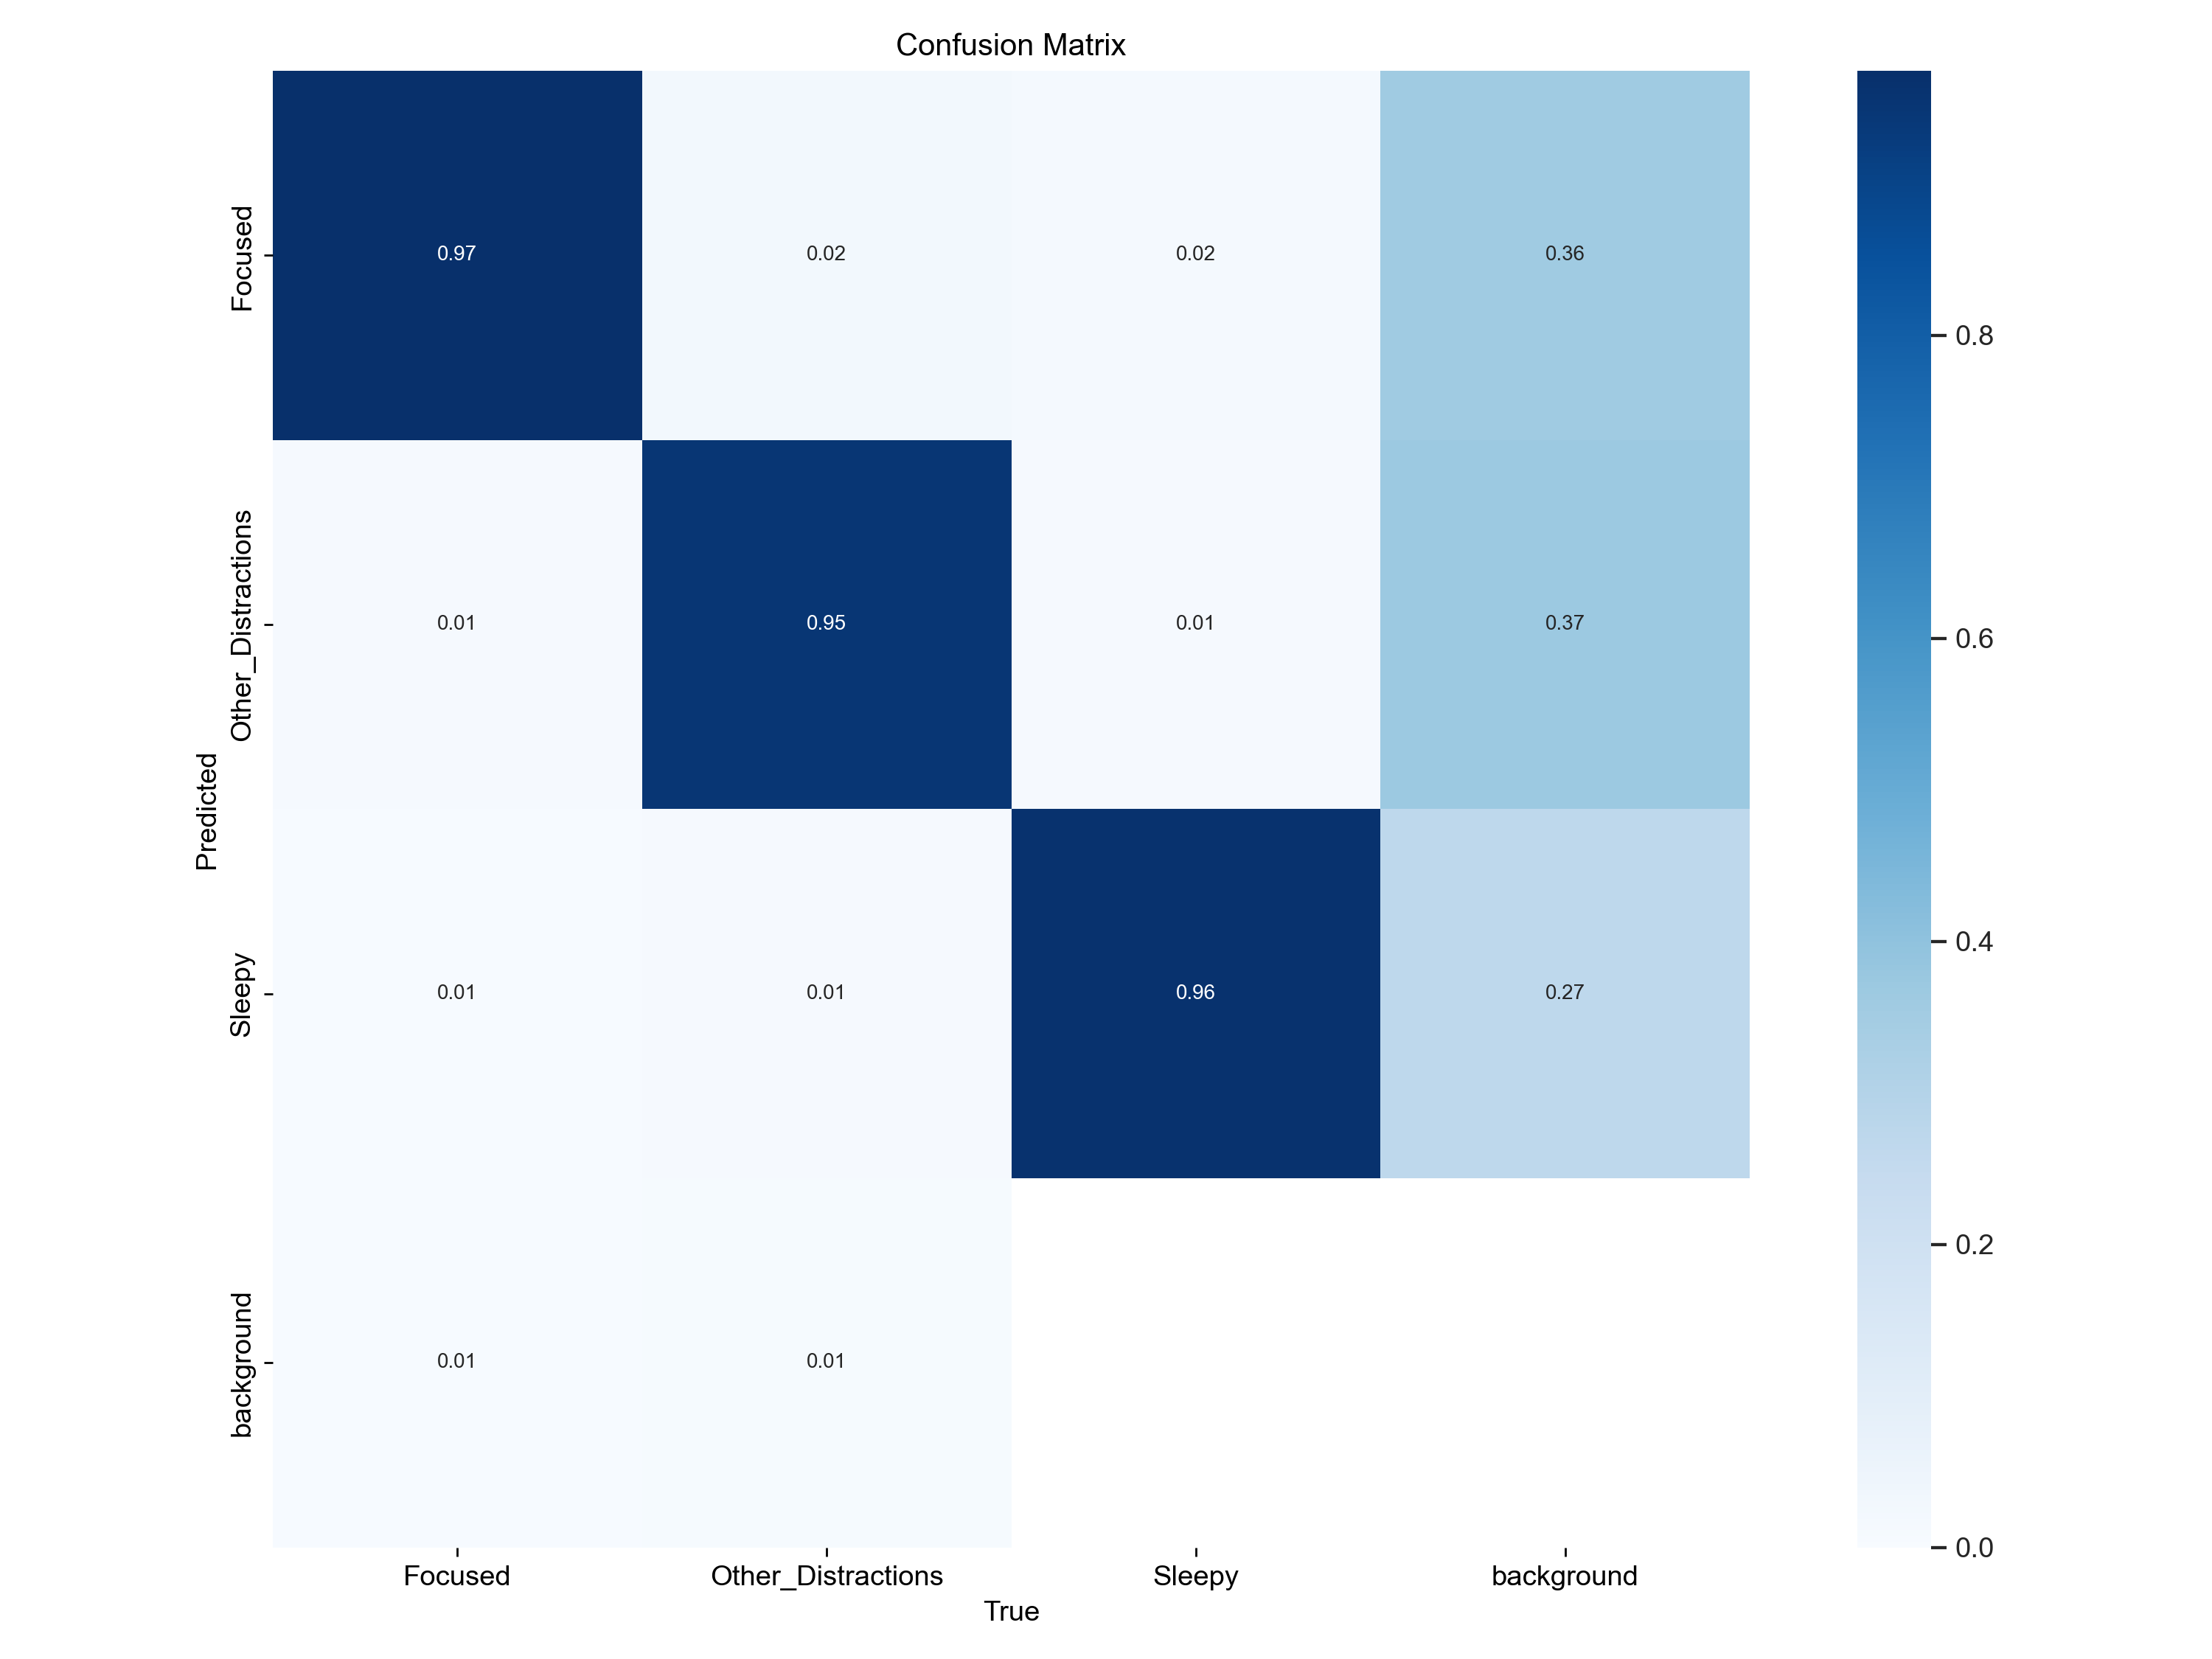 Confusion Matrix
Focused
0.97
0.02
0.02
0.36
0.8
Other_Distractions
0.01
0.95
0.01
0.37
0.6
Predicted
0.4
Sleepy
0.01
0.01
0.96
0.27
0.2
background
0.01
0.01
0.0
Focused
Other_Distractions
Sleepy
background
True